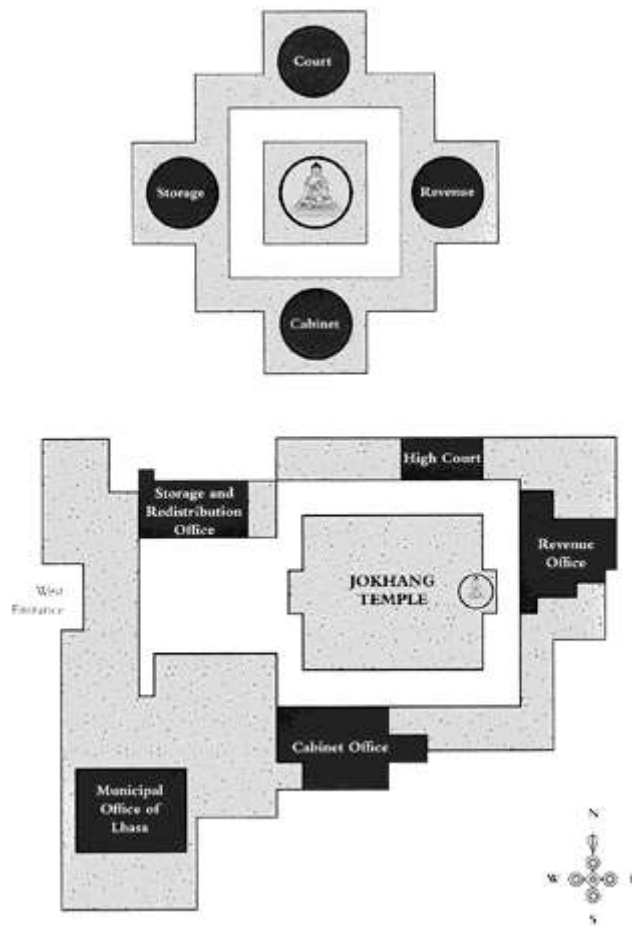 Court
Storage
Revenue
Cabinet
High Court
Storage and
Redistribution
Office
Revenue
Office
JOKHANG
TEMPLE
West
Entrance
Cabinet Office
Municipal
Office of
Lhasa
N
W
S